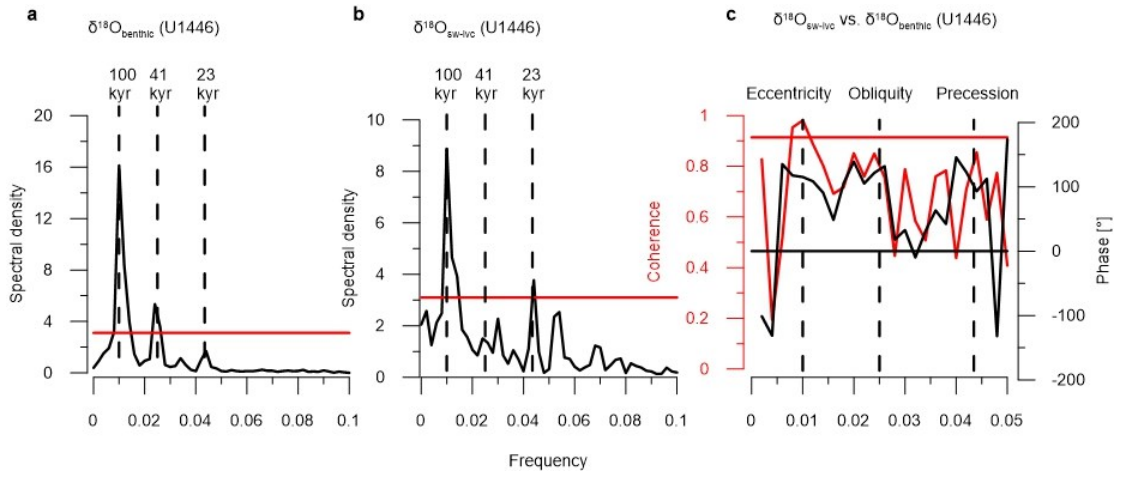 a
δ¹⁸Obenthic (U1446)
100 41 23
kyr kyr kyr
20
16
12
8
4
0
Spectral density
0 0.02 0.04 0.06 0.08 0.1
b
δ¹⁸Osw-ivc (U1446)
100 41 23
kyr kyr kyr
10
8
6
4
2
0
Spectral density
0 0.02 0.04 0.06 0.08 0.1
Frequency
c
δ¹⁸Osw-ivc vs. δ¹⁸Obenthic (U1446)
Eccentricity Obliquity Precession
1
0.8
0.6
0.4
0.2
0
Coherence
200
100
0
-100
-200
Phase [°]
0 0.01 0.02 0.03 0.04 0.05